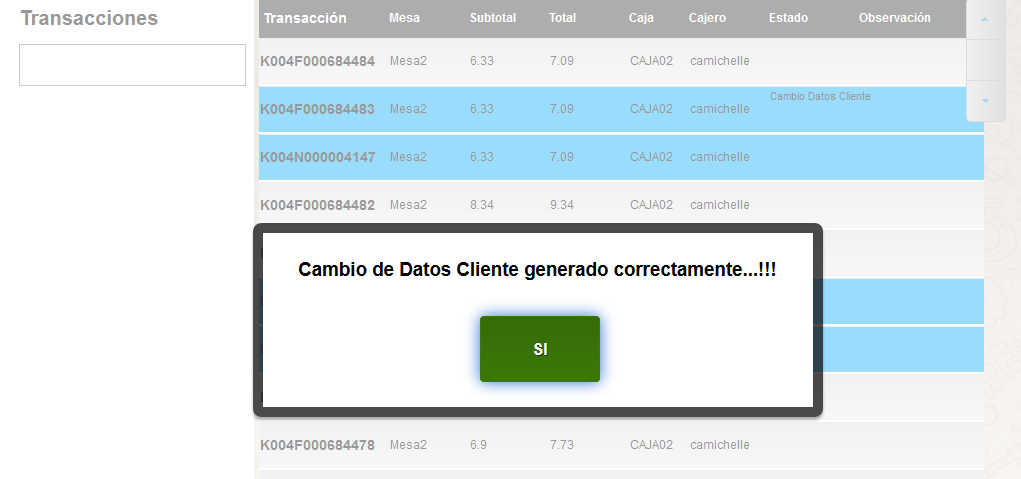 Transacciones
Transacción Mesa Subtotal Total Caja Cajero Estado Observación
K004F000684484 Mesa2 6.33 7.09 CAJA02 camichelle
K004F000684483 Mesa2 6.33 7.09 CAJA02 camichelle Cambio Datos Cliente
K004N000004147 Mesa2 6.33 7.09 CAJA02 camichelle
K004F000684482 Mesa2 8.34 9.34 CAJA02 camichelle
Cambio de Datos Cliente generado correctamente...!!!
SI
K004F000684478 Mesa2 6.9 7.73 CAJA02 camichelle